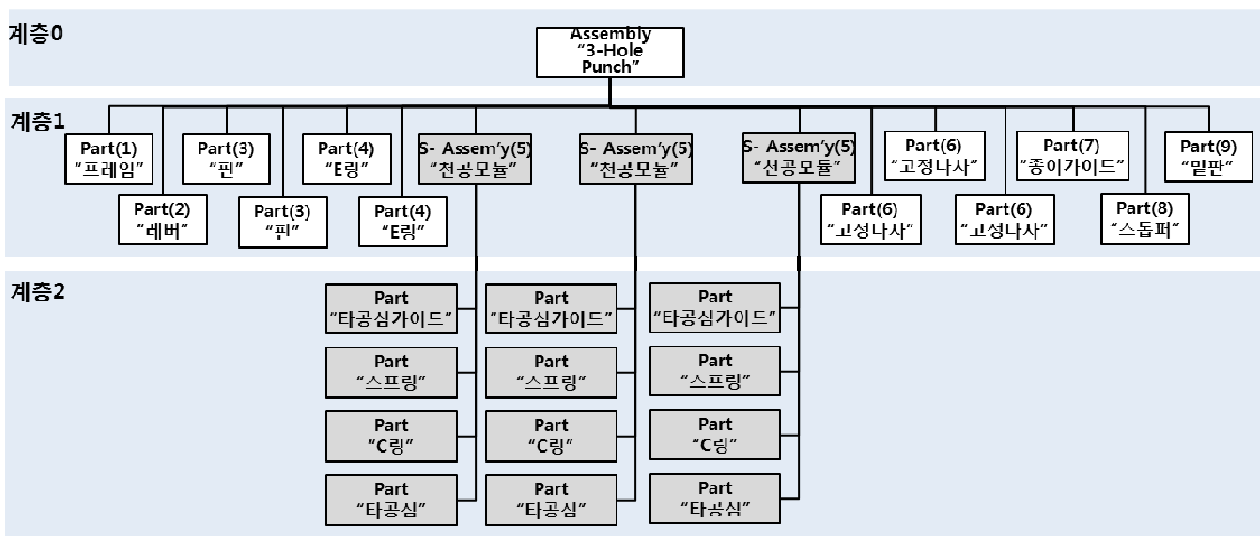 계층0
Assembly
“3-Hole
Punch”
계층1
Part(1)
“프레임”
Part(3)
“핀”
Part(4)
“E링”
S- Assem’y(5)
“천공모듈”
S- Assem’y(5)
“천공모듈”
S- Assem’y(5)
“천공모듈”
Part(6)
“고정나사”
Part(7)
“종이가이드”
Part(9)
“밑판”
Part(2)
“레버”
Part(3)
“핀”
Part(4)
“E링”
Part(6)
“고정나사”
Part(6)
“고정나사”
Part(8)
“스톱퍼”
계층2
Part
“타공심가이드”
Part
“타공심가이드”
Part
“타공심가이드”
Part
“스프링”
Part
“스프링”
Part
“스프링”
Part
“C링”
Part
“C링”
Part
“C링”
Part
“타공심”
Part
“타공심”
Part
“타공심”